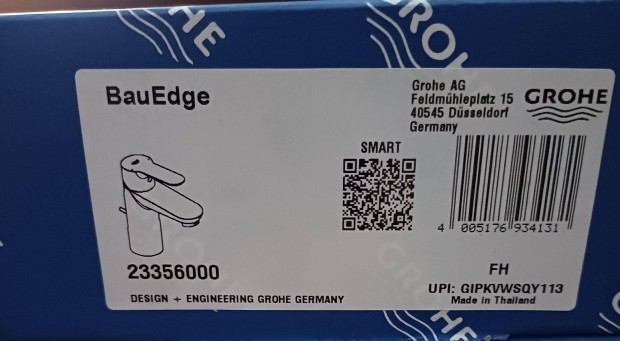 BauEdge
Grohe AG
Feldmühleplatz 15
40545 Düsseldorf
Germany
GROHE
SMART
4 005176 934131
23356000
FH
UPI: GIPKVWSQY113
Made in Thailand
DESIGN + ENGINEERING GROHE GERMANY